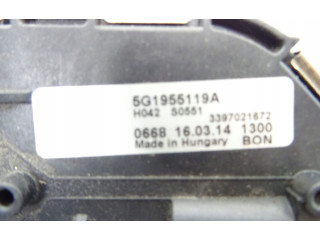 5G1955119A
H042 S0551
3397021672
0668 16.03.14 1300
Made in Hungary BON